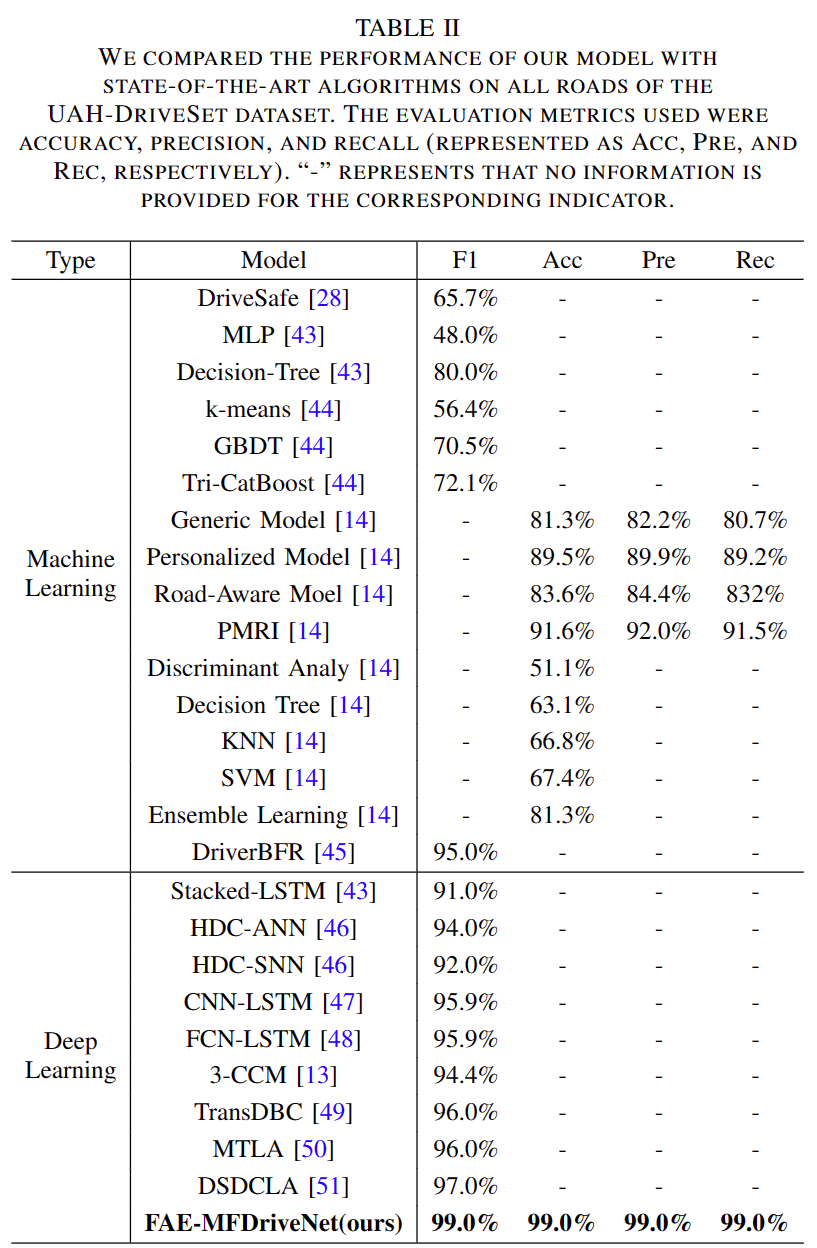 TABLE II
WE COMPARED THE PERFORMANCE OF OUR MODEL WITH
STATE-OF-THE-ART ALGORITHMS ON ALL ROADS OF THE
UAH-DRIVESET DATASET. THE EVALUATION METRICS USED WERE
ACCURACY, PRECISION, AND RECALL (REPRESENTED AS ACC, PRE, AND
REC, RESPECTIVELY). “-” REPRESENTS THAT NO INFORMATION IS
PROVIDED FOR THE CORRESPONDING INDICATOR.
Type Model F1 Acc Pre Rec
Machine Learning
DriveSafe [28] 65.7% - - -
MLP [43] 48.0% - - -
Decision-Tree [43] 80.0% - - -
k-means [44] 56.4% - - -
GBDT [44] 70.5% - - -
Tri-CatBoost [44] 72.1% - - -
Generic Model [14] - 81.3% 82.2% 80.7%
Personalized Model [14] - 89.5% 89.9% 89.2%
Road-Aware Moel [14] - 83.6% 84.4% 832%
PMRI [14] - 91.6% 92.0% 91.5%
Discriminant Analy [14] - 51.1% - -
Decision Tree [14] - 63.1% - -
KNN [14] - 66.8% - -
SVM [14] - 67.4% - -
Ensemble Learning [14] - 81.3% - -
DriverBFR [45] 95.0% - - -
Deep Learning
Stacked-LSTM [43] 91.0% - - -
HDC-ANN [46] 94.0% - - -
HDC-SNN [46] 92.0% - - -
CNN-LSTM [47] 95.9% - - -
FCN-LSTM [48] 95.9% - - -
3-CCM [13] 94.4% - - -
TransDBC [49] 96.0% - - -
MTLA [50] 96.0% - - -
DSDCLA [51] 97.0% - - -
FAE-MFDriveNet(ours) 99.0% 99.0% 99.0% 99.0%